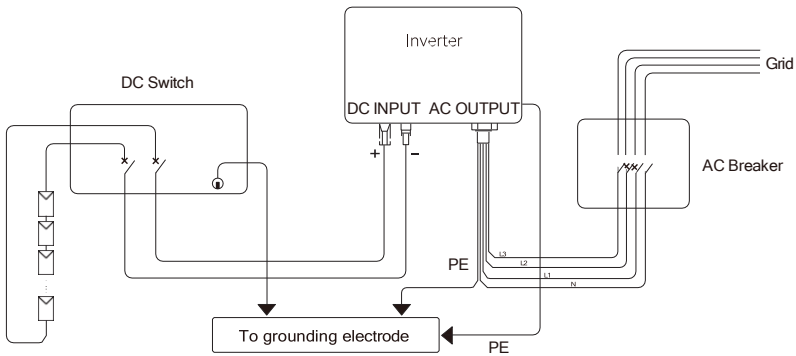 Inverter
Grid
DC Switch
DC INPUT AC OUTPUT
+
-
AC Breaker
L3
L2
L1
N
PE
To grounding electrode
PE